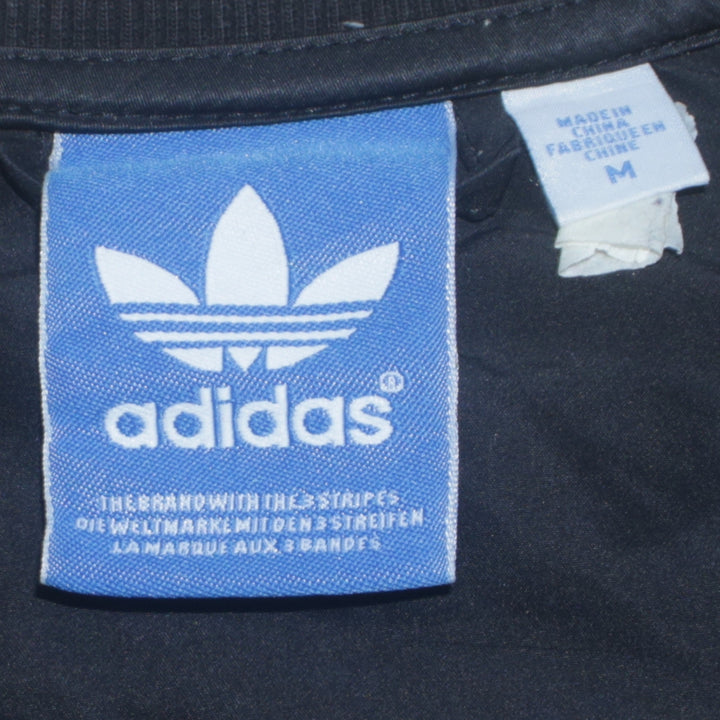 adidas®
THE BRAND WITH THE 3 STRIPES
DIE WELTMARKE MIT DEN 3 STREIFEN
LA MARQUE AUX 3 BANDES
MADE IN
CHINA
FABRIQUE EN
CHINE
M